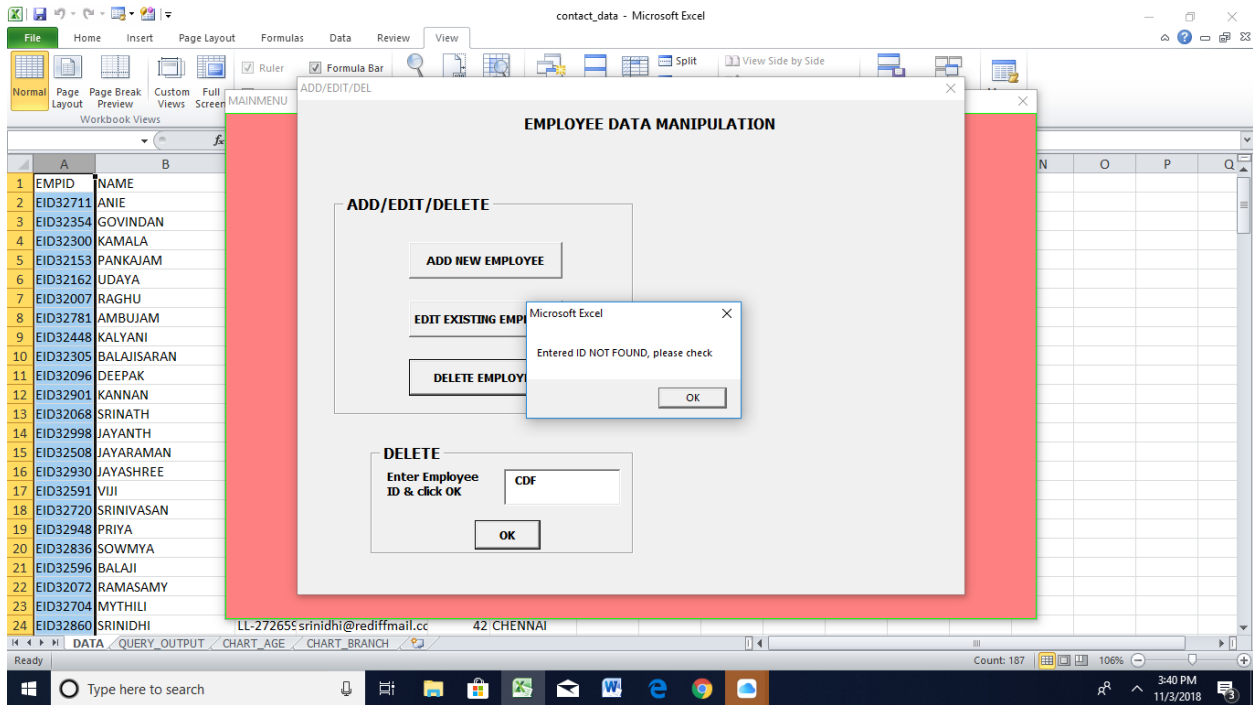 contact_data - Microsoft Excel
File Home Insert Page Layout Formulas Data Review View
Ruler Formula Bar Split View Side by Side
Normal Page Layout Page Break Preview Custom Views Full Screen
Workbook Views
MAINMENU
ADD/EDIT/DEL
EMPLOYEE DATA MANIPULATION
ADD/EDIT/DELETE
ADD NEW EMPLOYEE
EDIT EXISTING EMP
DELETE EMPLOY
Microsoft Excel
Entered ID NOT FOUND, please check
OK
DELETE
Enter Employee
ID & click OK
CDF
OK
fx
A B N O P Q
1 EMPID NAME
2 EID32711 ANIE
3 EID32354 GOVINDAN
4 EID32300 KAMALA
5 EID32153 PANKAJAM
6 EID32162 UDAYA
7 EID32007 RAGHU
8 EID32781 AMBUJAM
9 EID32448 KALYANI
10 EID32305 BALAJISARAN
11 EID32096 DEEPAK
12 EID32901 KANNAN
13 EID32068 SRINATH
14 EID32998 JAYANTH
15 EID32508 JAYARAMAN
16 EID32930 JAYASHREE
17 EID32591 VIJI
18 EID32720 SRINIVASAN
19 EID32948 PRIYA
20 EID32836 SOWMYA
21 EID32596 BALAJI
22 EID32072 RAMASAMY
23 EID32704 MYTHILI
24 EID32860 SRINIDHI LL-272659 srinidhi@rediffmail.cc 42 CHENNAI
DATA QUERY_OUTPUT CHART_AGE CHART_BRANCH
Ready Count: 187 106%
Type here to search
3:40 PM
11/3/2018
3